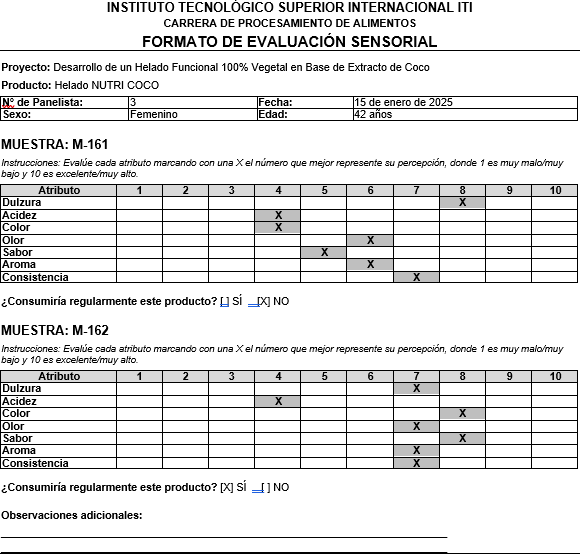 INSTITUTO TECNOLÓGICO SUPERIOR INTERNACIONAL ITI
CARRERA DE PROCESAMIENTO DE ALIMENTOS
FORMATO DE EVALUACIÓN SENSORIAL
Proyecto: Desarrollo de un Helado Funcional 100% Vegetal en Base de Extracto de Coco
Producto: Helado NUTRI COCO
N° de Panelista: 3 Fecha: 15 de enero de 2025
Sexo: Femenino Edad: 42 años
MUESTRA: M-161
Instrucciones: Evalúe cada atributo marcando con una X el número que mejor represente su percepción, donde 1 es muy malo/muy
bajo y 10 es excelente/muy alto.
Atributo 1 2 3 4 5 6 7 8 9 10
Dulzura X
Acidez X
Color X
Olor X
Sabor X
Aroma X
Consistencia X
¿Consumiría regularmente este producto? [ ] SÍ [X] NO
MUESTRA: M-162
Instrucciones: Evalúe cada atributo marcando con una X el número que mejor represente su percepción, donde 1 es muy malo/muy
bajo y 10 es excelente/muy alto.
Atributo 1 2 3 4 5 6 7 8 9 10
Dulzura X
Acidez X
Color X
Olor X
Sabor X
Aroma X
Consistencia X
¿Consumiría regularmente este producto? [X] SÍ [ ] NO
Observaciones adicionales: